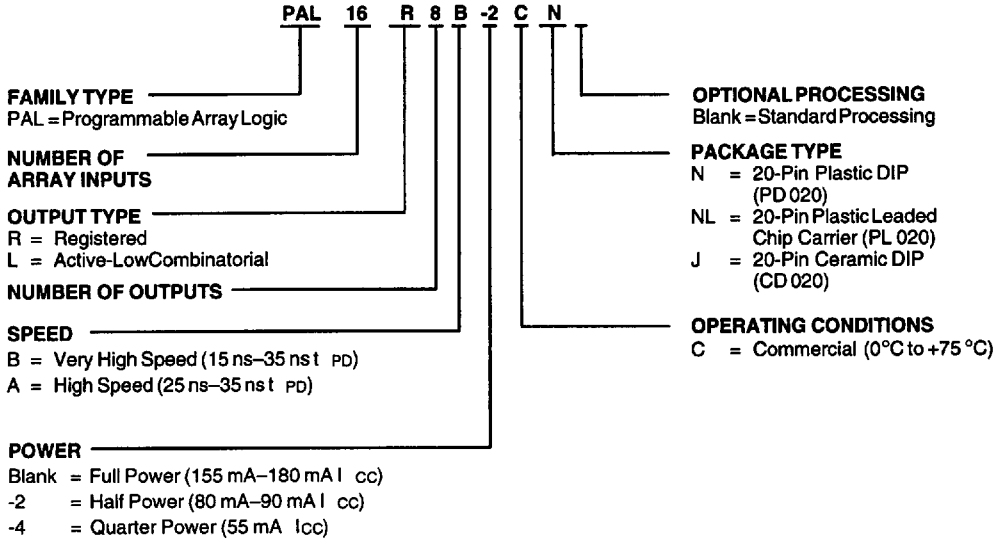 PAL 16 R 8 B -2 C N
FAMILY TYPE
PAL = Programmable Array Logic
NUMBER OF
ARRAY INPUTS
OUTPUT TYPE
R = Registered
L = Active-Low Combinatorial
NUMBER OF OUTPUTS
SPEED
B = Very High Speed (15 ns–35 ns t PD)
A = High Speed (25 ns–35 ns t PD)
POWER
Blank = Full Power (155 mA–180 mA I CC)
-2 = Half Power (80 mA–90 mA I CC)
-4 = Quarter Power (55 mA ICC)
OPTIONAL PROCESSING
Blank = Standard Processing
PACKAGE TYPE
N = 20-Pin Plastic DIP
(PD 020)
NL = 20-Pin Plastic Leaded
Chip Carrier (PL 020)
J = 20-Pin Ceramic DIP
(CD 020)
OPERATING CONDITIONS
C = Commercial (0°C to +75 °C)